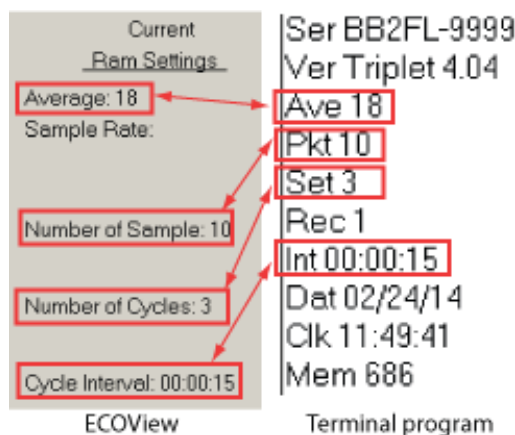 Current
Ram Settings
Average: 18
Sample Rate:
Number of Sample: 10
Number of Cycles: 3
Cycle Interval: 00:00:15
ECOView
Ser BB2FL-9999
Ver Triplet 4.04
Ave 18
Pkt 10
Set 3
Rec 1
Int 00:00:15
Dat 02/24/14
Clk 11:49:41
Mem 686
Terminal program